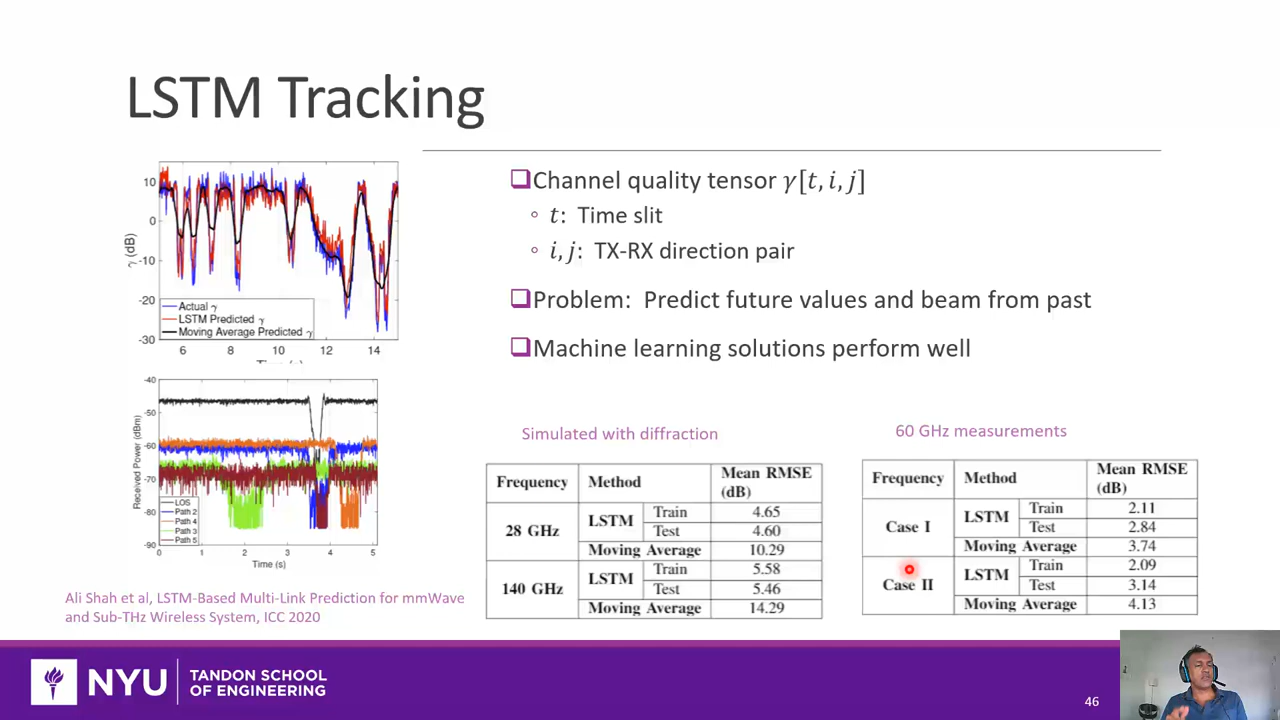 LSTM Tracking
10
0
-10
-20
-30
γ (dB)
Actual γ
LSTM Predicted γ
Moving Average Predicted γ
6 8 10 12 14
-40
-50
-60
-70
-80
-90
Received Power (dBm)
LOS
Path 2
Path 4
Path 3
Path 5
0 1 2 3 4 5
Time (s)
Ali Shah et al, LSTM-Based Multi-Link Prediction for mmWave
and Sub-THz Wireless System, ICC 2020
❑Channel quality tensor γ[t, i, j]
◦ t: Time slit
◦ i, j: TX-RX direction pair
❑Problem: Predict future values and beam from past
❑Machine learning solutions perform well
Simulated with diffraction
Frequency Method Mean RMSE
(dB)
28 GHz LSTM Train 4.65
Test 4.60
Moving Average 10.29
140 GHz LSTM Train 5.58
Test 5.46
Moving Average 14.29
60 GHz measurements
Frequency Method Mean RMSE
(dB)
Case I LSTM Train 2.11
Test 2.84
Moving Average 3.74
Case II LSTM Train 2.09
Test 3.14
Moving Average 4.13
NYU
TANDON SCHOOL
OF ENGINEERING
46